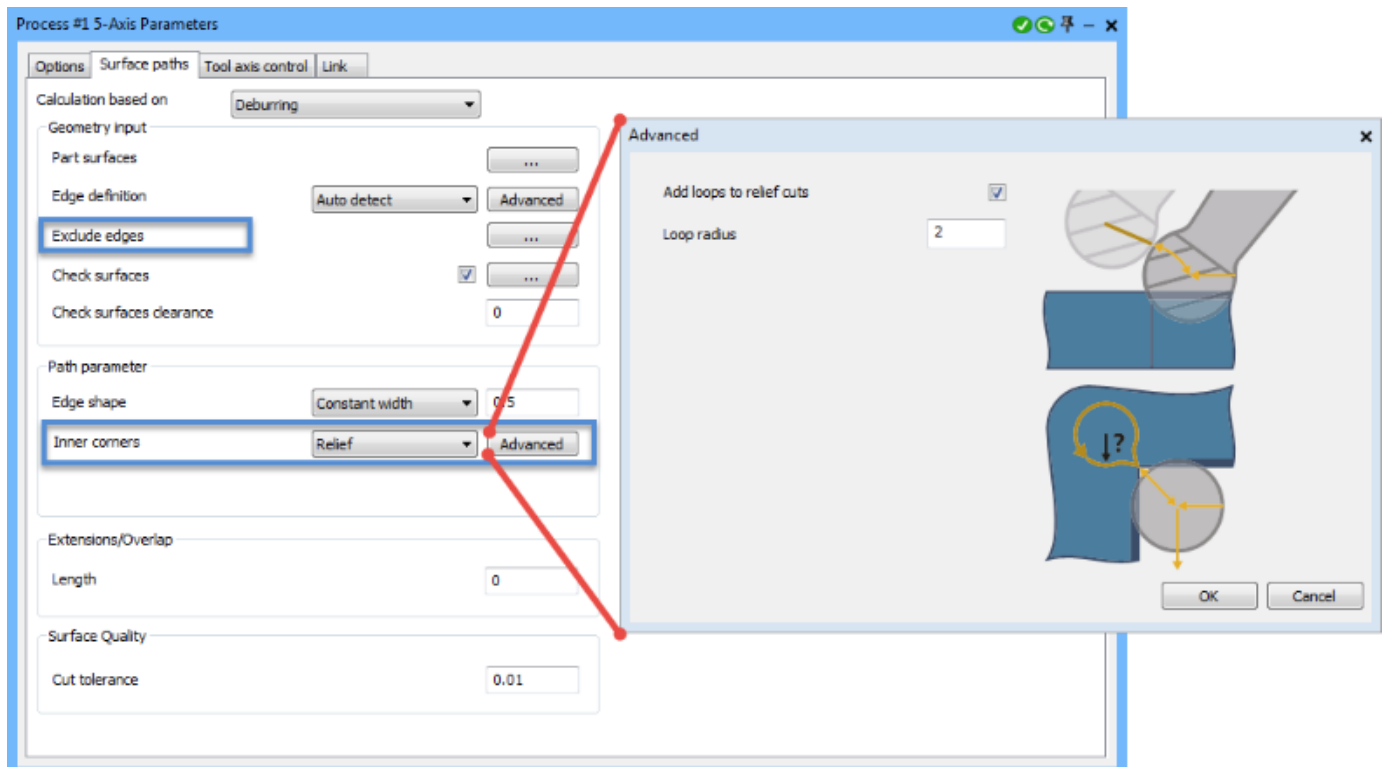 Process #1 5-Axis Parameters
Options Surface paths Tool axis control Link
Calculation based on Deburring
Geometry input
Part surfaces ...
Edge definition Auto detect Advanced
Exclude edges ...
Check surfaces ...
Check surfaces clearance 0
Path parameter
Edge shape Constant width 0.5
Inner corners Relief Advanced
Extensions/Overlap
Length 0
Surface Quality
Cut tolerance 0.01
Advanced
Add loops to relief cuts
Loop radius 2
?
OK Cancel